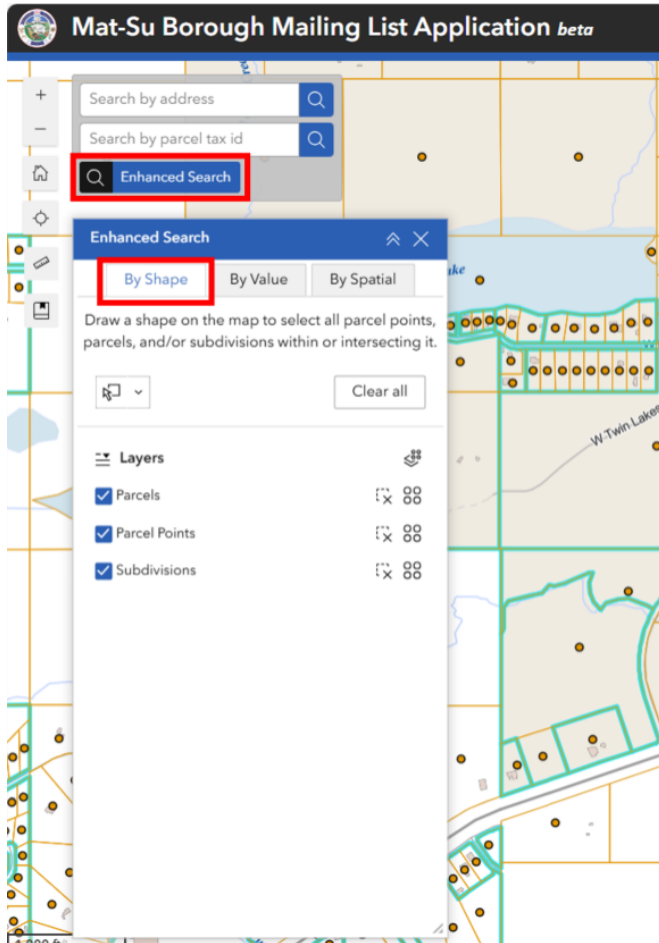 Mat-Su Borough Mailing List Application beta
Search by address
Search by parcel tax id
Enhanced Search
Enhanced Search
By Shape
By Value
By Spatial
Draw a shape on the map to select all parcel points,
parcels, and/or subdivisions within or intersecting it.
Clear all
Layers
Parcels
Parcel Points
Subdivisions
W Twin Lakes